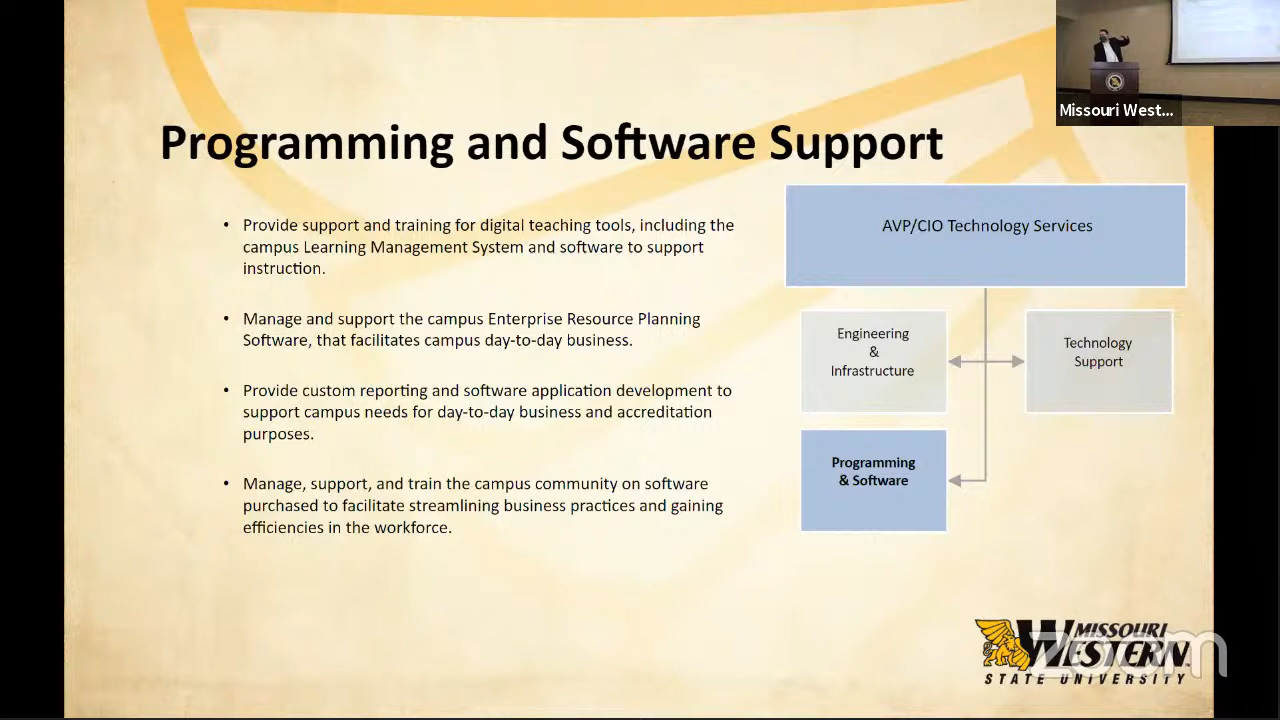 Missouri West...
Programming and Software Support
• Provide support and training for digital teaching tools, including the
campus Learning Management System and software to support
instruction.
• Manage and support the campus Enterprise Resource Planning
Software, that facilitates campus day-to-day business.
• Provide custom reporting and software application development to
support campus needs for day-to-day business and accreditation
purposes.
• Manage, support, and train the campus community on software
purchased to facilitate streamlining business practices and gaining
efficiencies in the workforce.
AVP/CIO Technology Services
Engineering
&
Infrastructure
Technology
Support
Programming
& Software
MISSOURI
WESTERN
STATE UNIVERSITY
zoom